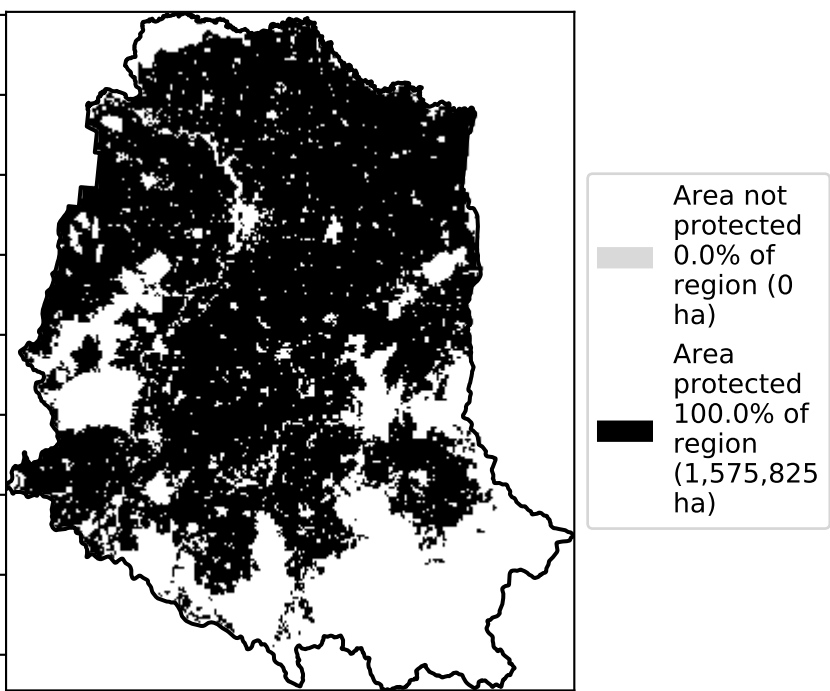 Area not
protected
0.0% of
region (0
ha)
Area
protected
100.0% of
region
(1,575,825
ha)